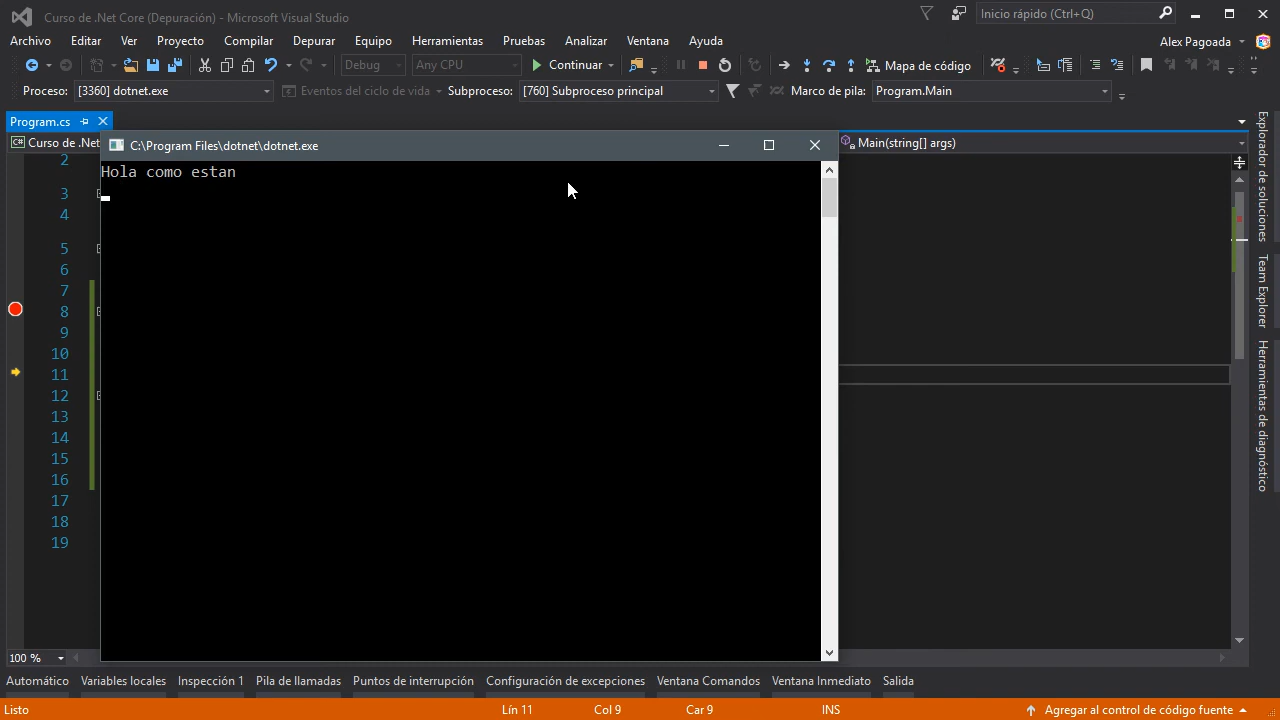 Curso de .Net Core (Depuración) - Microsoft Visual Studio
Inicio rápido (Ctrl+Q)
Archivo Editar Ver Proyecto Compilar Depurar Equipo Herramientas Pruebas Analizar Ventana Ayuda
Alex Pagoada
Debug Any CPU Continuar Mapa de código
Proceso: [3360] dotnet.exe Eventos del ciclo de vida Subproceso: [760] Subproceso principal Marco de pila: Program.Main
Program.cs
C# Curso de .Net Main(string[] args)
C:\Program Files\dotnet\dotnet.exe
Hola como estan
2
3
4
5
6
7
8
9
10
11
12
13
14
15
16
17
18
19
Explorador de soluciones
Team Explorer
Herramientas de diagnóstico
100 %
Automático Variables locales Inspección 1 Pila de llamadas Puntos de interrupción Configuración de excepciones Ventana Comandos Ventana Inmediato Salida
Listo Lín 11 Col 9 Car 9 INS Agregar al control de código fuente